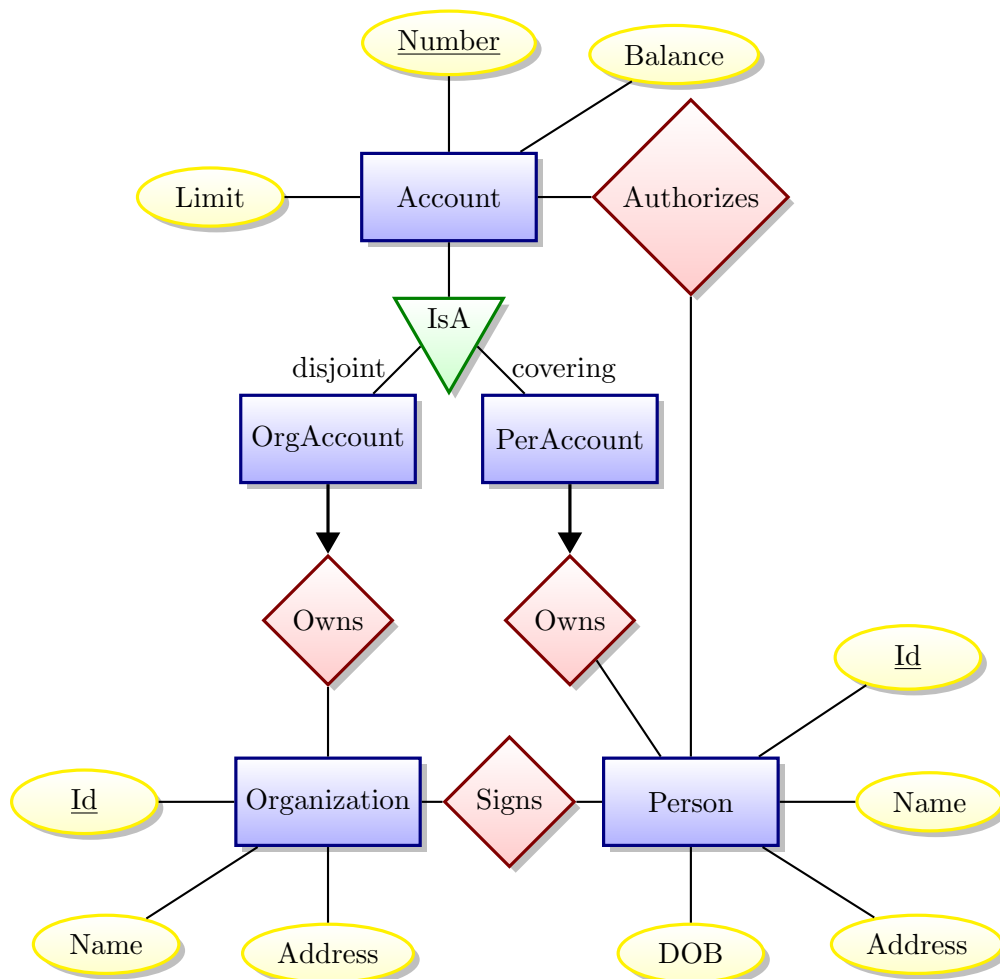 Number
Balance
Limit
Account
Authorizes
IsA
disjoint
covering
OrgAccount
PerAccount
Owns
Owns
Id
Id
Organization
Signs
Person
Name
Name
Address
DOB
Address